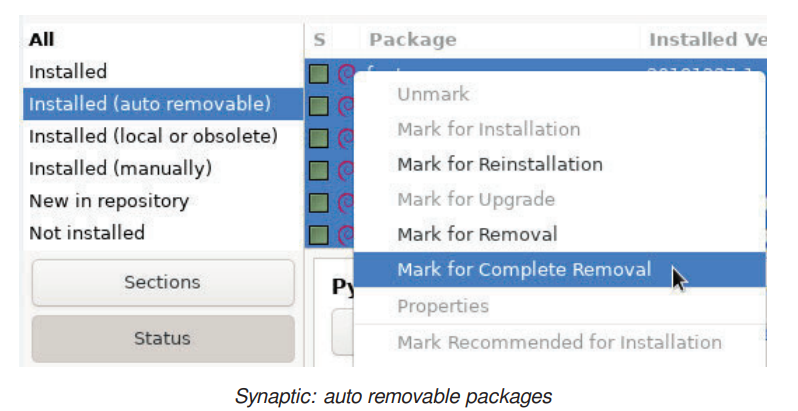 All
S Package Installed Ve
Installed
Installed (auto removable)
Installed (local or obsolete)
Installed (manually)
New in repository
Not installed
Sections
Status
Unmark
Mark for Installation
Mark for Reinstallation
Mark for Upgrade
Mark for Removal
Mark for Complete Removal
Properties
Mark Recommended for Installation
Py
Synaptic: auto removable packages